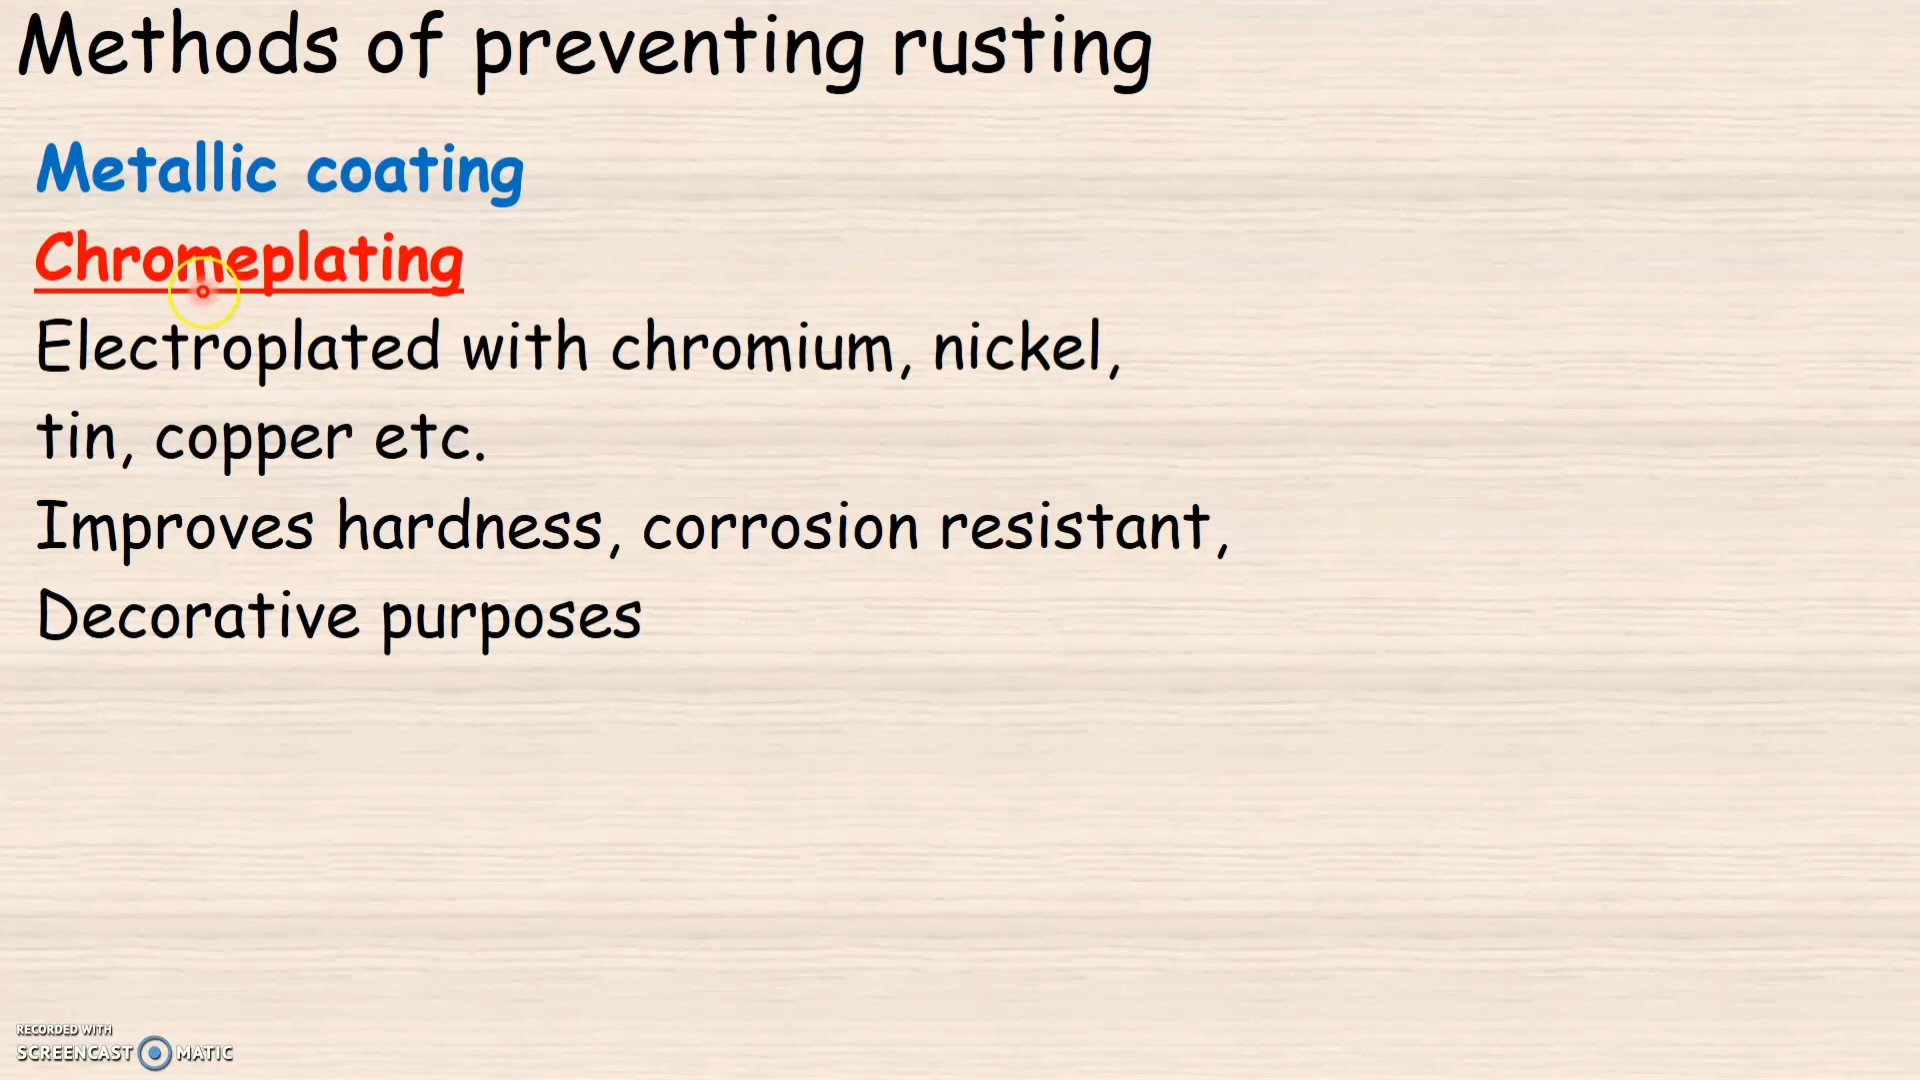 Methods of preventing rusting
Metallic coating
Chromeplating
Electroplated with chromium, nickel,
tin, copper etc.
Improves hardness, corrosion resistant,
Decorative purposes
RECORDED WITH
SCREENCAST MATIC